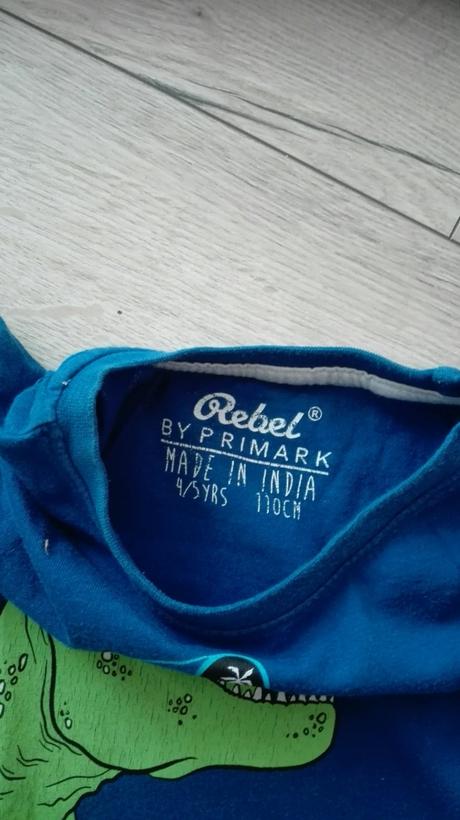 Rebel®
BY PRIMARK
MADE IN INDIA
4/5YRS 110CM